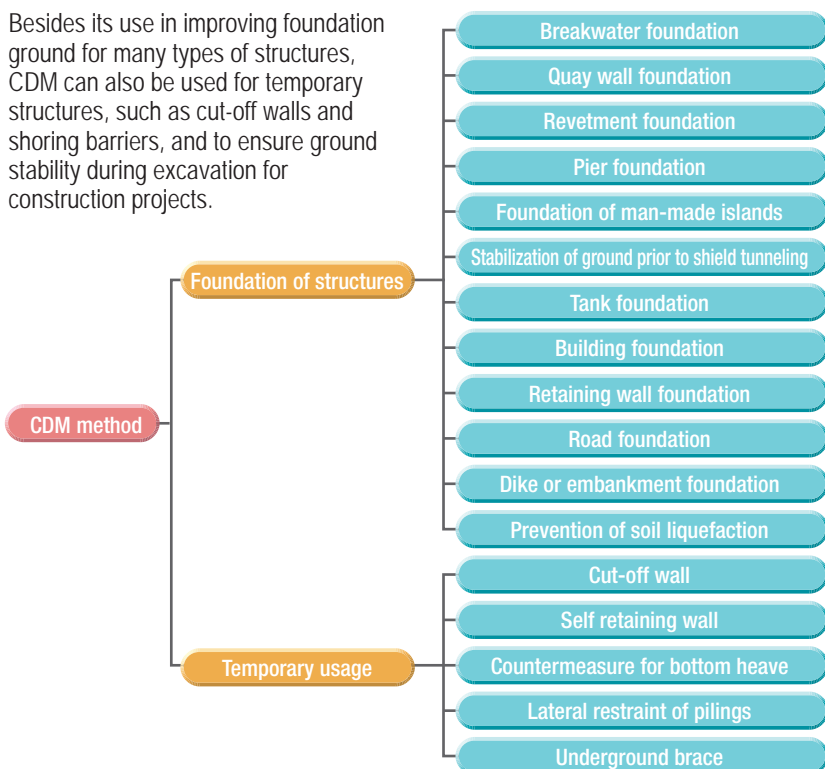 Besides its use in improving foundation
ground for many types of structures,
CDM can also be used for temporary
structures, such as cut-off walls and
shoring barriers, and to ensure ground
stability during excavation for
construction projects.
CDM method
Foundation of structures
Breakwater foundation
Quay wall foundation
Revetment foundation
Pier foundation
Foundation of man-made islands
Stabilization of ground prior to shield tunneling
Tank foundation
Building foundation
Retaining wall foundation
Road foundation
Dike or embankment foundation
Prevention of soil liquefaction
Temporary usage
Cut-off wall
Self retaining wall
Countermeasure for bottom heave
Lateral restraint of pilings
Underground brace